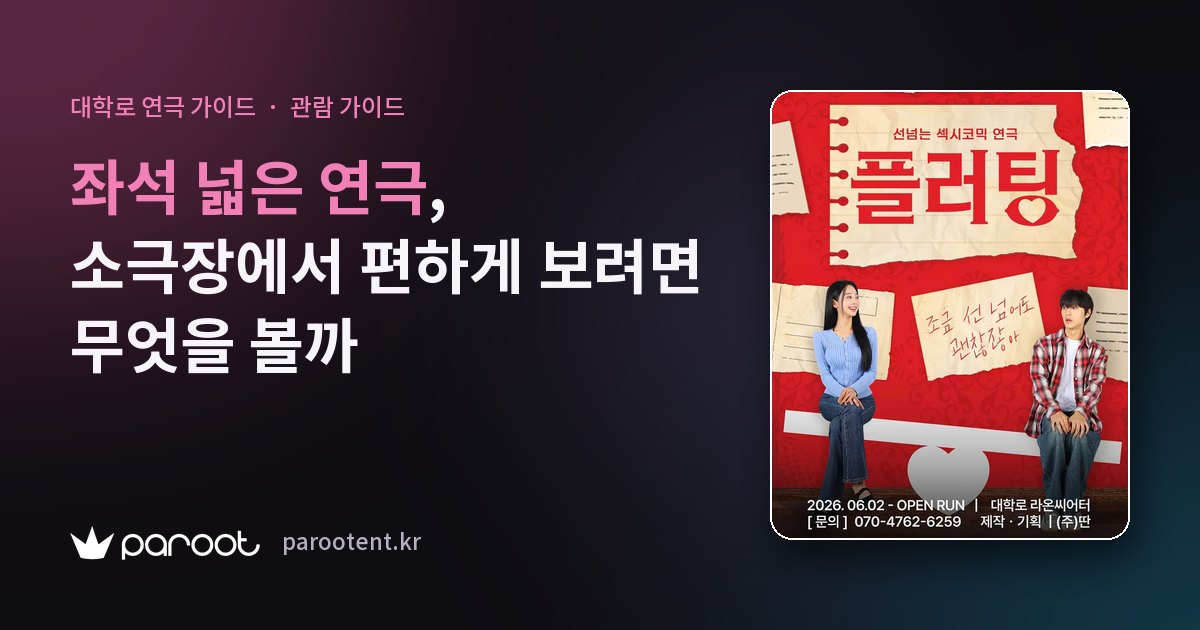 대학로 연극 가이드 · 관람 가이드
좌석 넓은 연극,
소극장에서 편하게 보려면
무엇을 볼까
paroot
parootent.kr
선넘는 섹시코믹 연극
플러팅
조금 선 넘어도
괜찮잖아
2026. 06.02 - OPEN RUN | 대학로 라온씨어터
[ 문의 ] 070-4762-6259 제작 · 기획 | (주)딴